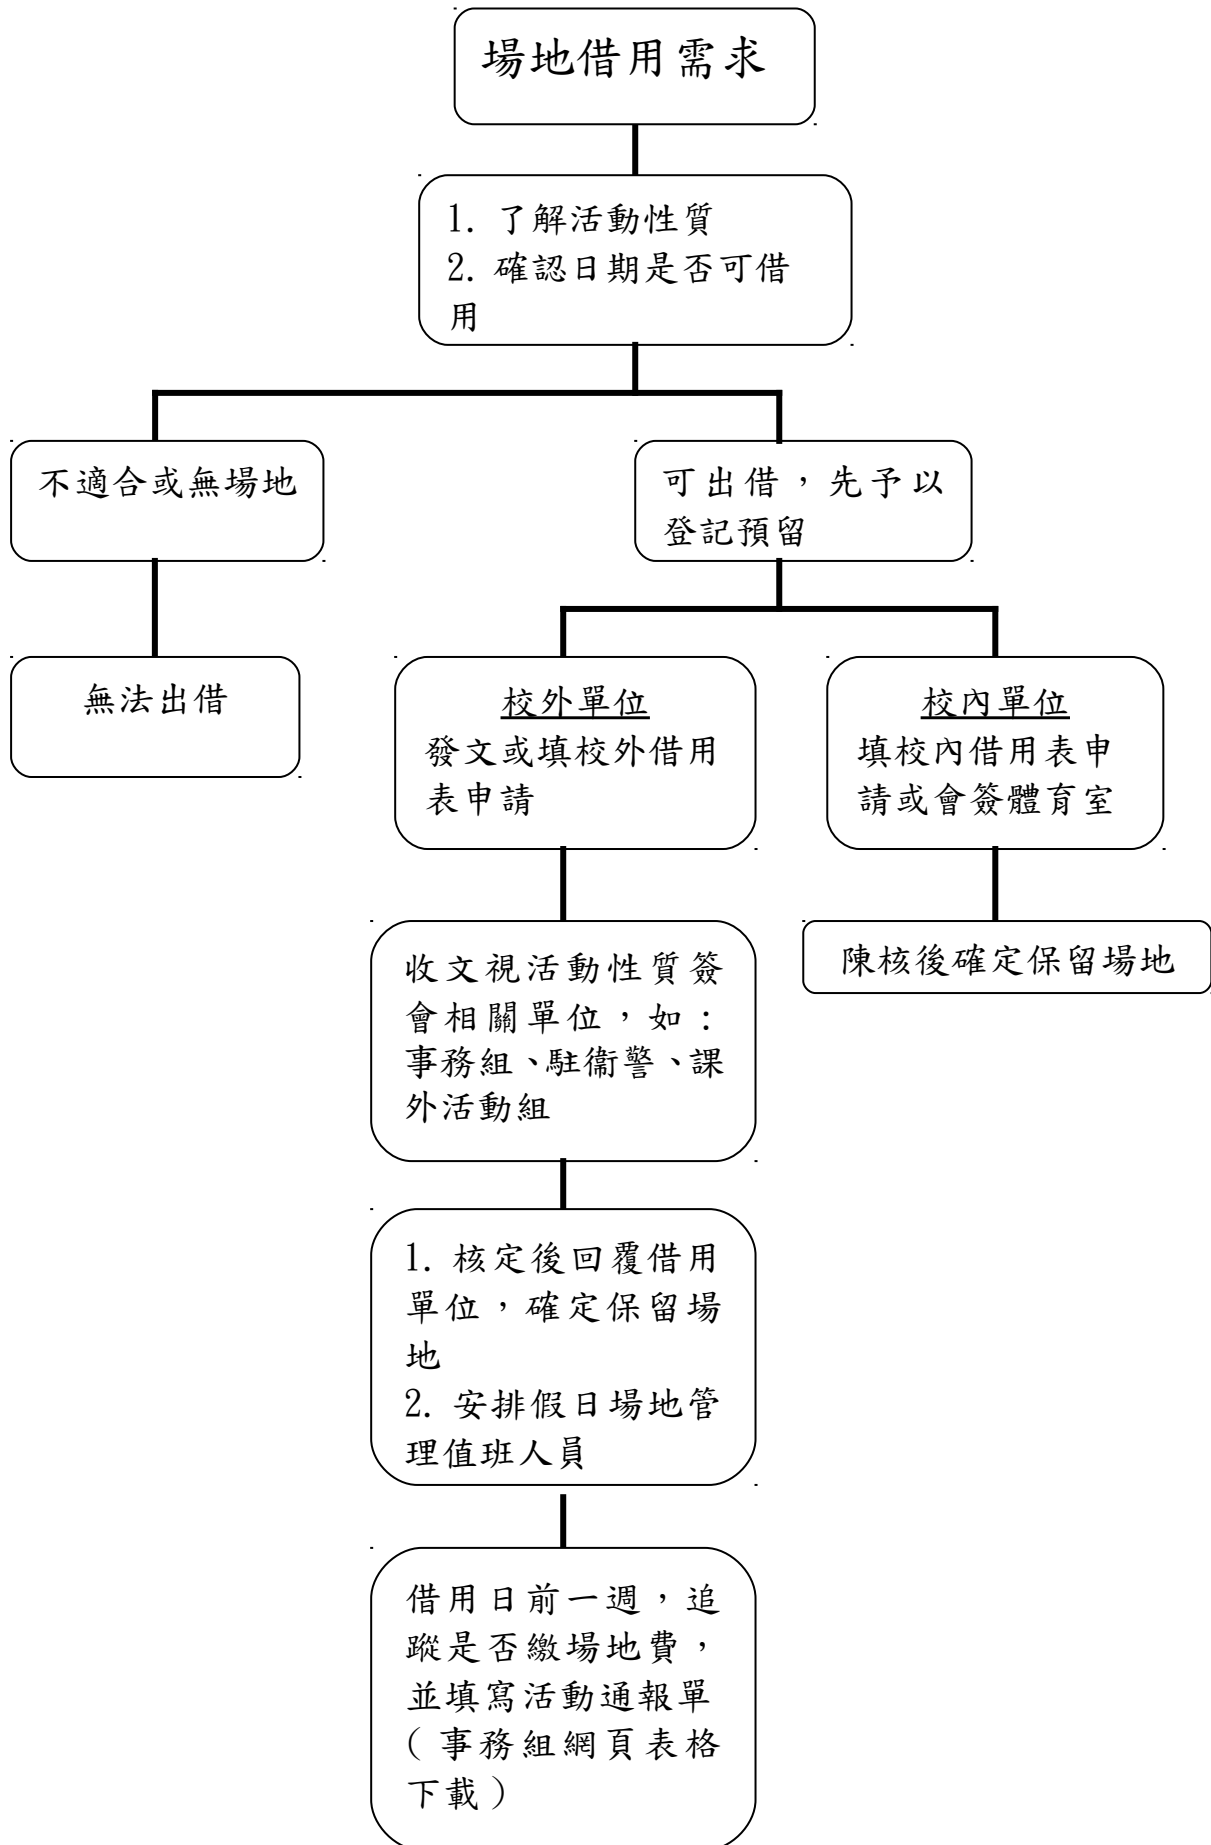 場地借用需求
1. 了解活動性質
2. 確認日期是否可借
用
不適合或無場地
可出借，先予以
登記預留
無法出借
校外單位
發文或填校外借用
表申請
校內單位
填校內借用表申
請或會簽體育室
收文視活動性質簽
會相關單位，如：
事務組、駐衛警、課
外活動組
陳核後確定保留場地
1. 核定後回覆借用
單位，確定保留場
地
2. 安排假日場地管
理值班人員
借用日前一週，追
蹤是否繳場地費，
並填寫活動通報單
（事務組網頁表格
下載）